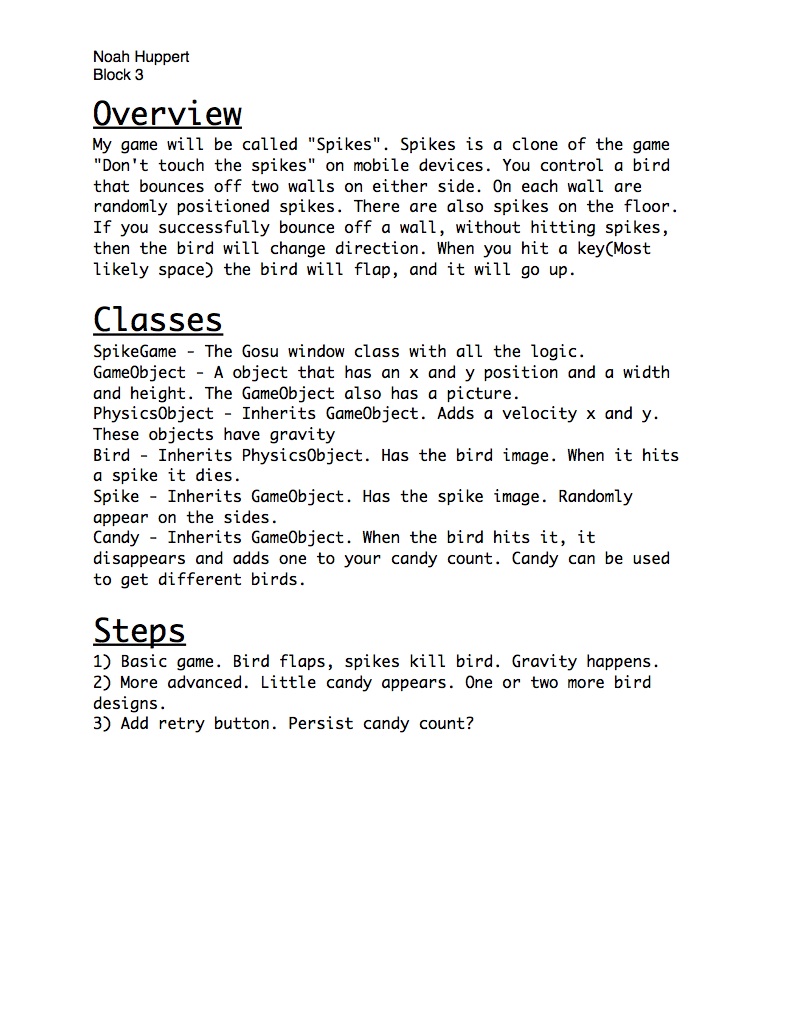 Noah Huppert
Block 3
Overview
My game will be called "Spikes". Spikes is a clone of the game
"Don't touch the spikes" on mobile devices. You control a bird
that bounces off two walls on either side. On each wall are
randomly positioned spikes. There are also spikes on the floor.
If you successfully bounce off a wall, without hitting spikes,
then the bird will change direction. When you hit a key(Most
likely space) the bird will flap, and it will go up.
Classes
SpikeGame - The Gosu window class with all the logic.
GameObject - A object that has an x and y position and a width
and height. The GameObject also has a picture.
PhysicsObject - Inherits GameObject. Adds a velocity x and y.
These objects have gravity
Bird - Inherits PhysicsObject. Has the bird image. When it hits
a spike it dies.
Spike - Inherits GameObject. Has the spike image. Randomly
appear on the sides.
Candy - Inherits GameObject. When the bird hits it, it
disappears and adds one to your candy count. Candy can be used
to get different birds.
Steps
1) Basic game. Bird flaps, spikes kill bird. Gravity happens.
2) More advanced. Little candy appears. One or two more bird
designs.
3) Add retry button. Persist candy count?